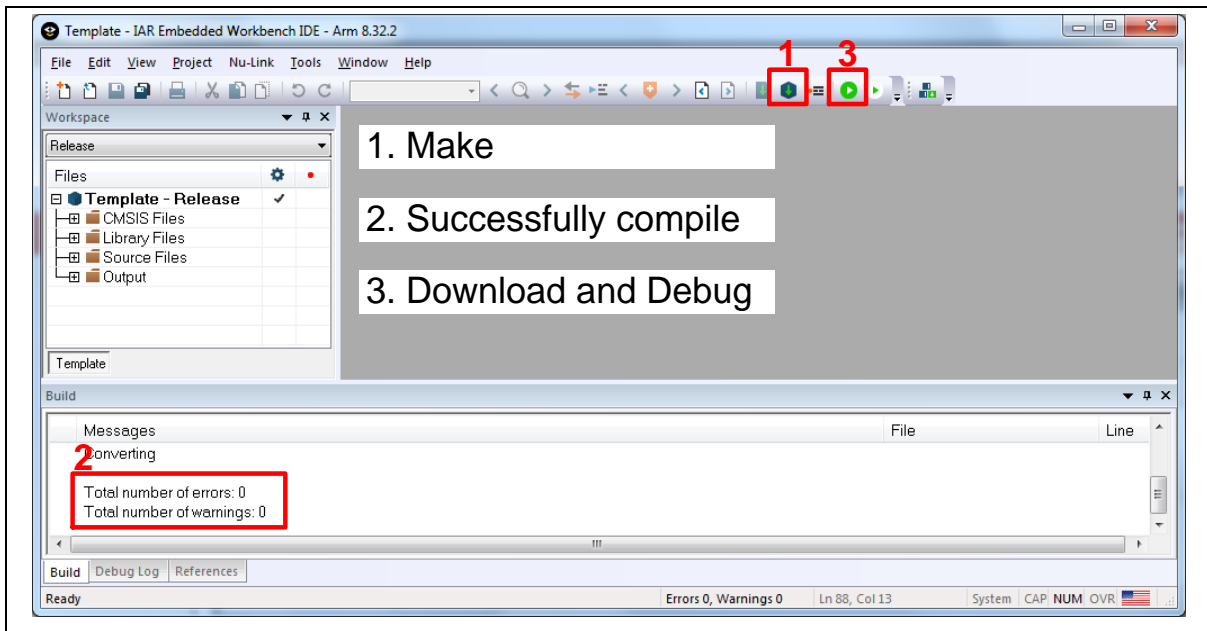 Template - IAR Embedded Workbench IDE - Arm 8.32.2
File Edit View Project Nu-Link Tools Window Help
1 3
Workspace
Release
Files
Template - Release
CMSIS Files
Library Files
Source Files
Output
Template
1. Make
2. Successfully compile
3. Download and Debug
Build
Messages File Line
2
Converting
Total number of errors: 0
Total number of warnings: 0
Build Debug Log References
Ready Errors 0, Warnings 0 Ln 88, Col 13 System CAP NUM OVR